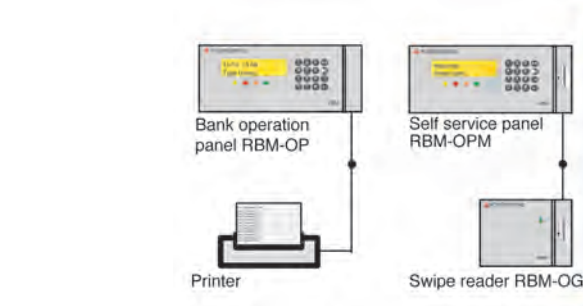 Bank operation
panel RBM-OP
Self service panel
RBM-OPM
Printer
Swipe reader RBM-OG